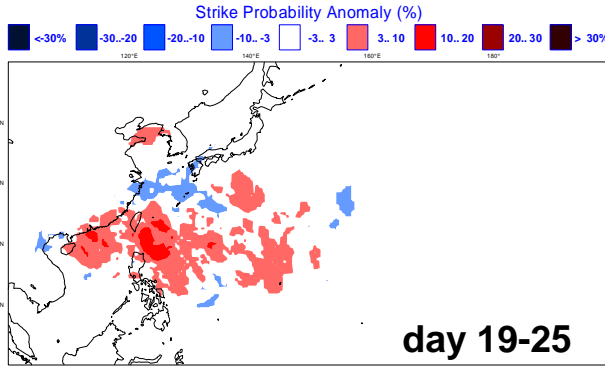 Strike Probability Anomaly (%)
<-30% -30..-20 -20..-10 -10.. -3 -3.. 3 3.. 10 10.. 20 20.. 30 > 30%
120°E 140°E 160°E 180°
N
N
N
N
day 19-25